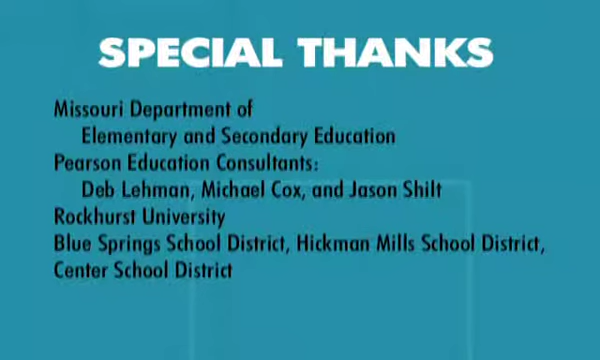 SPECIAL THANKS
Missouri Department of
Elementary and Secondary Education
Pearson Education Consultants:
Deb Lehman, Michael Cox, and Jason Shilt
Rockhurst University
Blue Springs School District, Hickman Mills School District,
Center School District